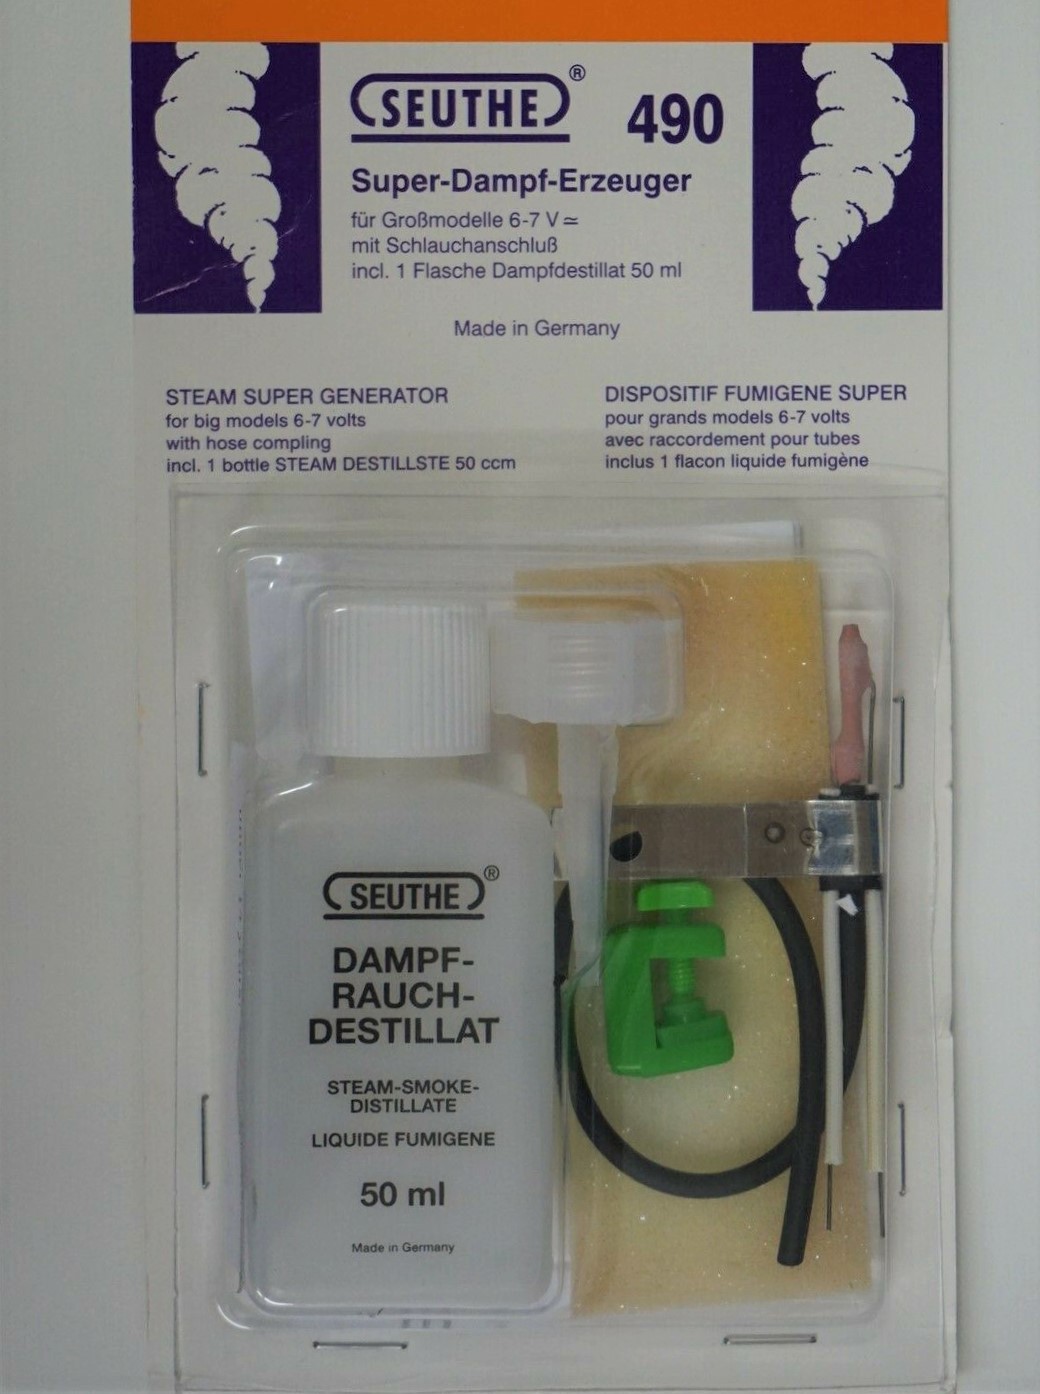 SEUTHE® 490
Super-Dampf-Erzeuger
für Großmodelle 6-7 V ≃
mit Schlauchanschluß
incl. 1 Flasche Dampfdestillat 50 ml
Made in Germany
STEAM SUPER GENERATOR
for big models 6-7 volts
with hose compling
incl. 1 bottle STEAM DESTILLSTE 50 ccm
DISPOSITIF FUMIGENE SUPER
pour grands models 6-7 volts
avec raccordement pour tubes
inclus 1 flacon liquide fumigène
SEUTHE®
DAMPF-
RAUCH-
DESTILLAT
STEAM-SMOKE-
DISTILLATE
LIQUIDE FUMIGENE
50 ml
Made in Germany